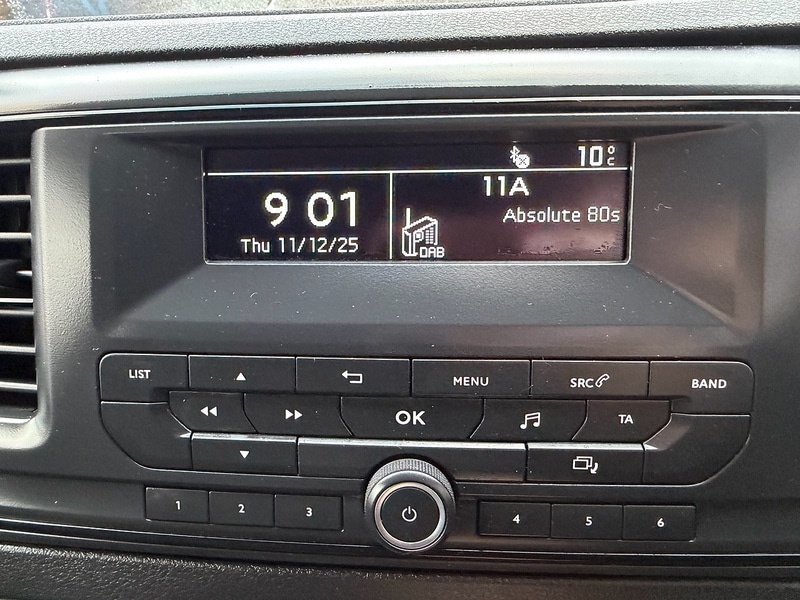 10°C
9 01
11A
Absolute 80s
Thu 11/12/25
DAB
LIST
MENU
SRC
BAND
OK
TA
1
2
3
4
5
6